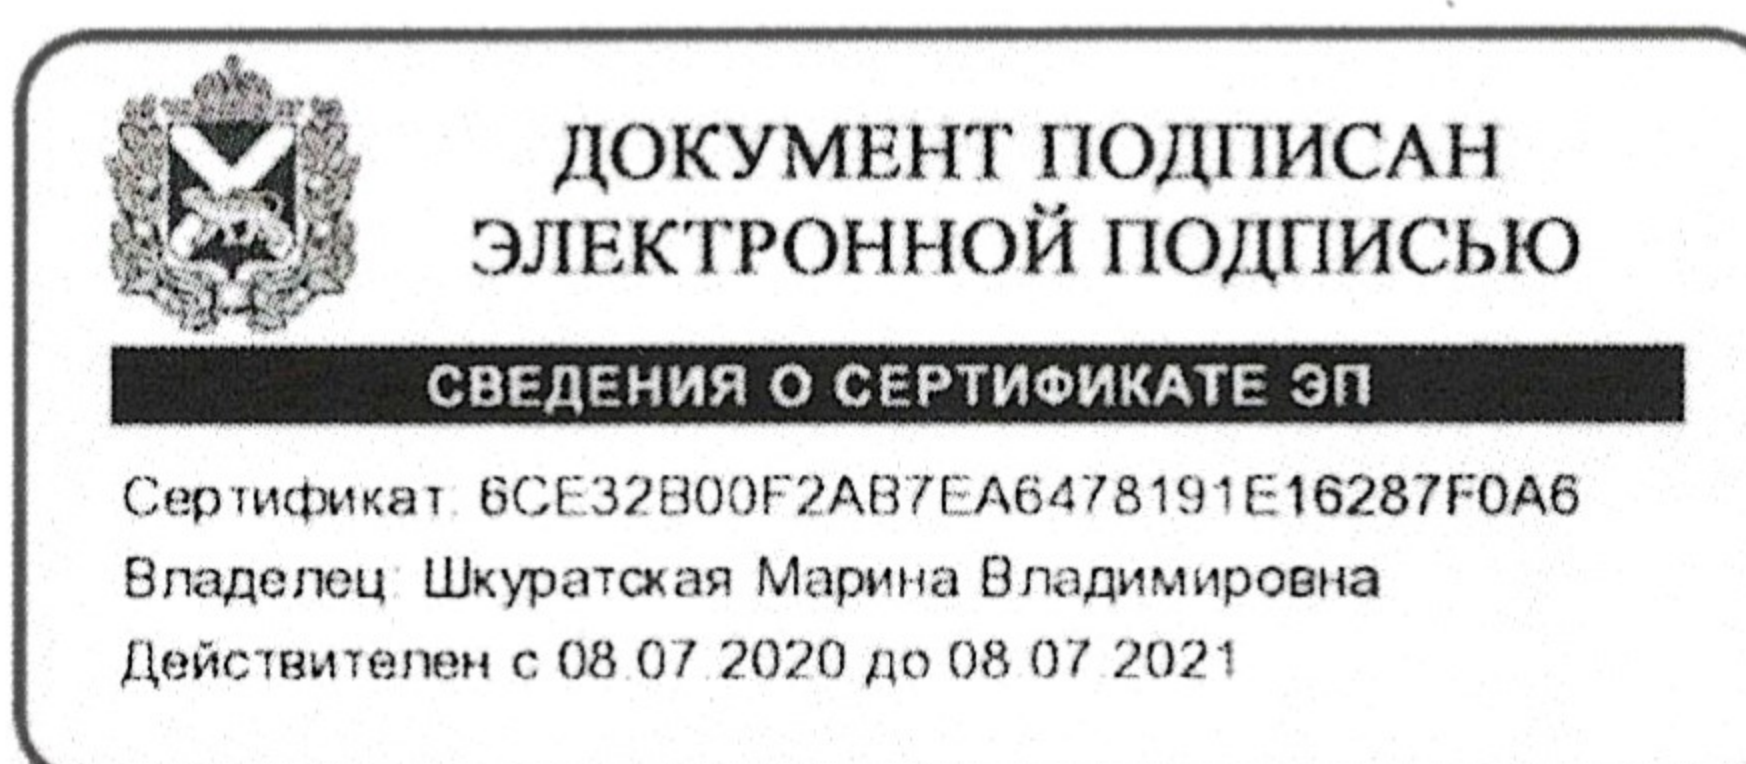 ДОКУМЕНТ ПОДПИСАН
ЭЛЕКТРОННОЙ ПОДПИСЬЮ
СВЕДЕНИЯ О СЕРТИФИКАТЕ ЭП
Сертификат: 6CE32B00F2AB7EA6478191E16287F0A6
Владелец: Шкуратская Марина Владимировна
Действителен с 08.07.2020 до 08.07.2021